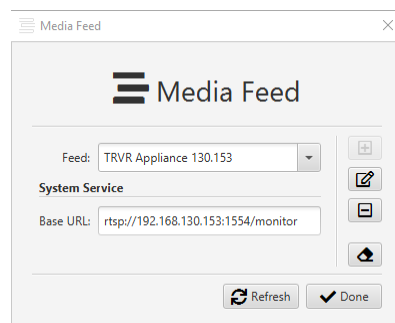 Media Feed
Media Feed
Feed: TRVR Appliance 130.153
System Service
Base URL: rtsp://192.168.130.153:1554/monitor
Refresh Done